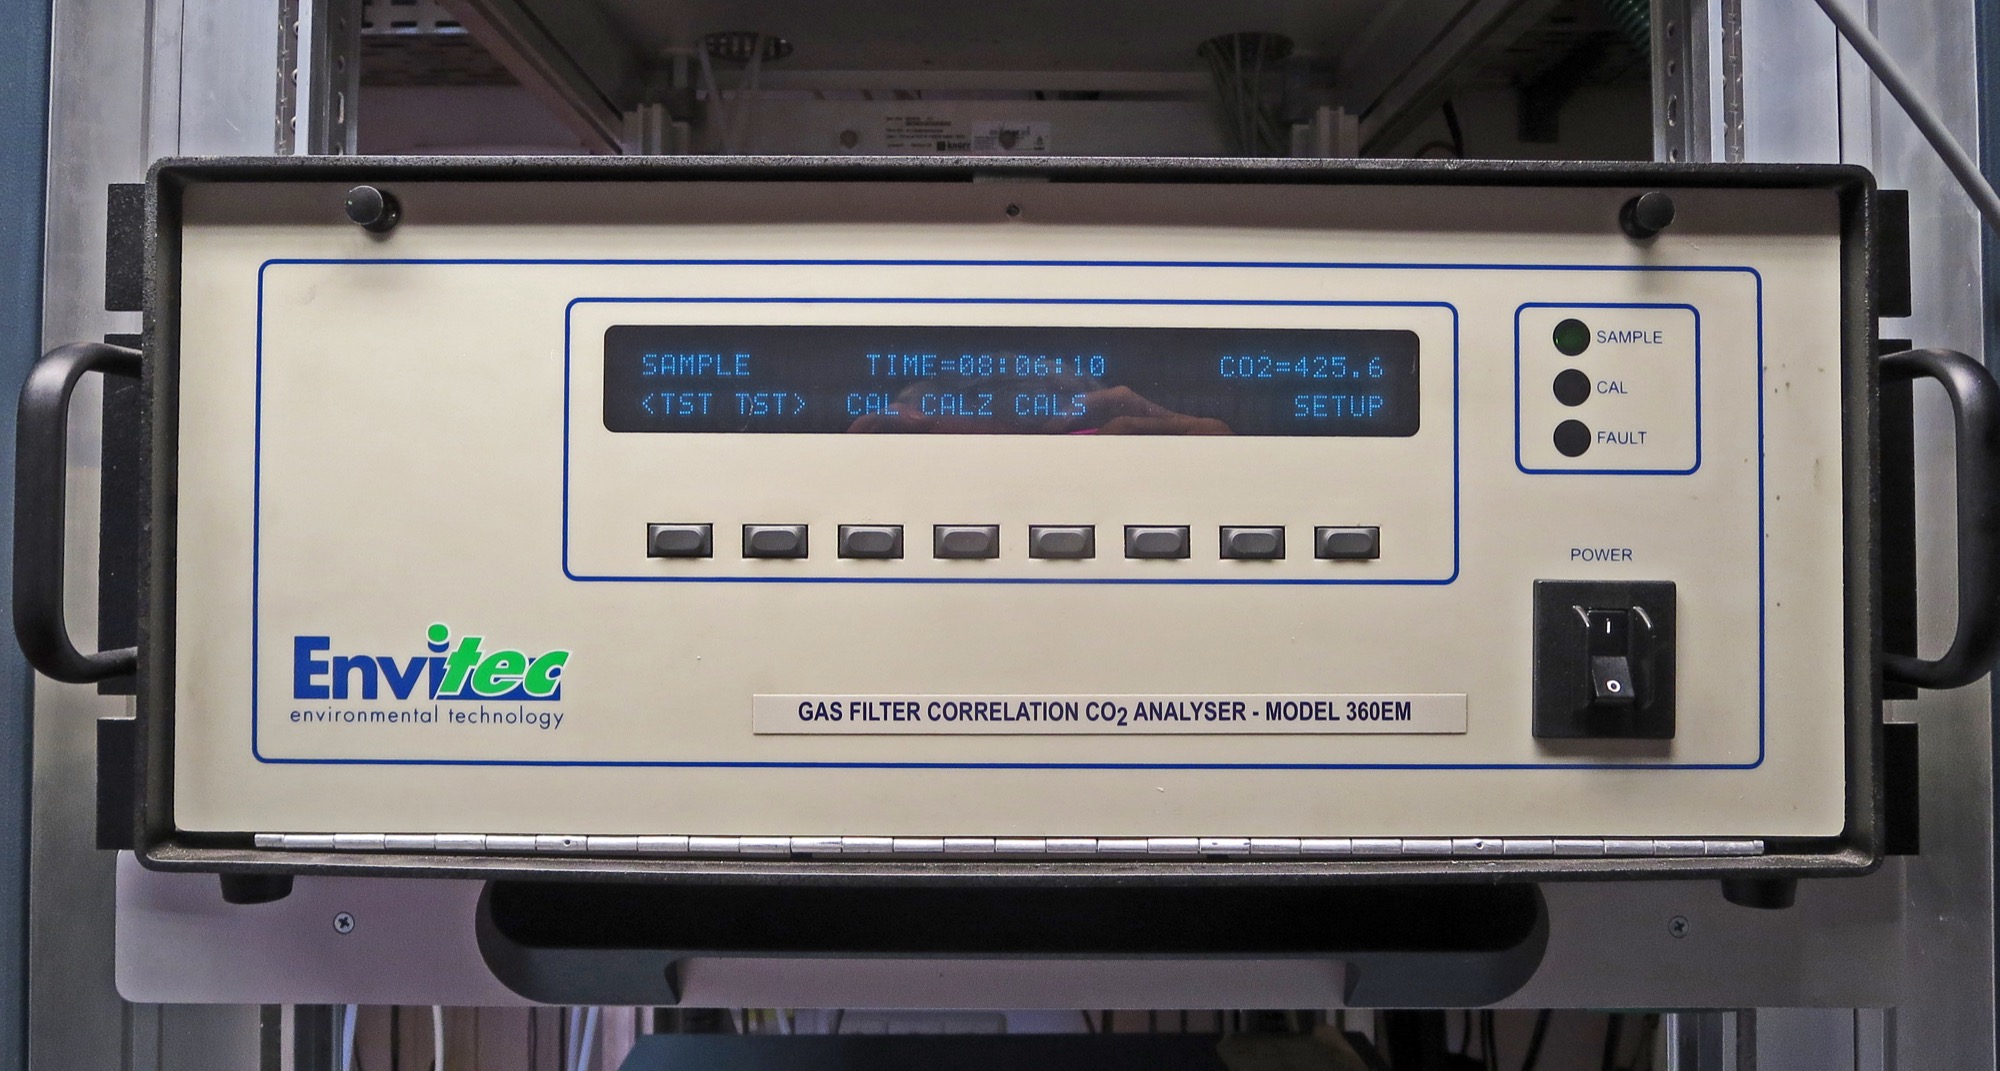 SAMPLE TIME=08:06:10 CO2=425.6
<TST TST> CAL CALZ CALS SETUP
SAMPLE
CAL
FAULT
POWER
I
O
Envitec
environmental technology
GAS FILTER CORRELATION CO₂ ANALYSER - MODEL 360EM